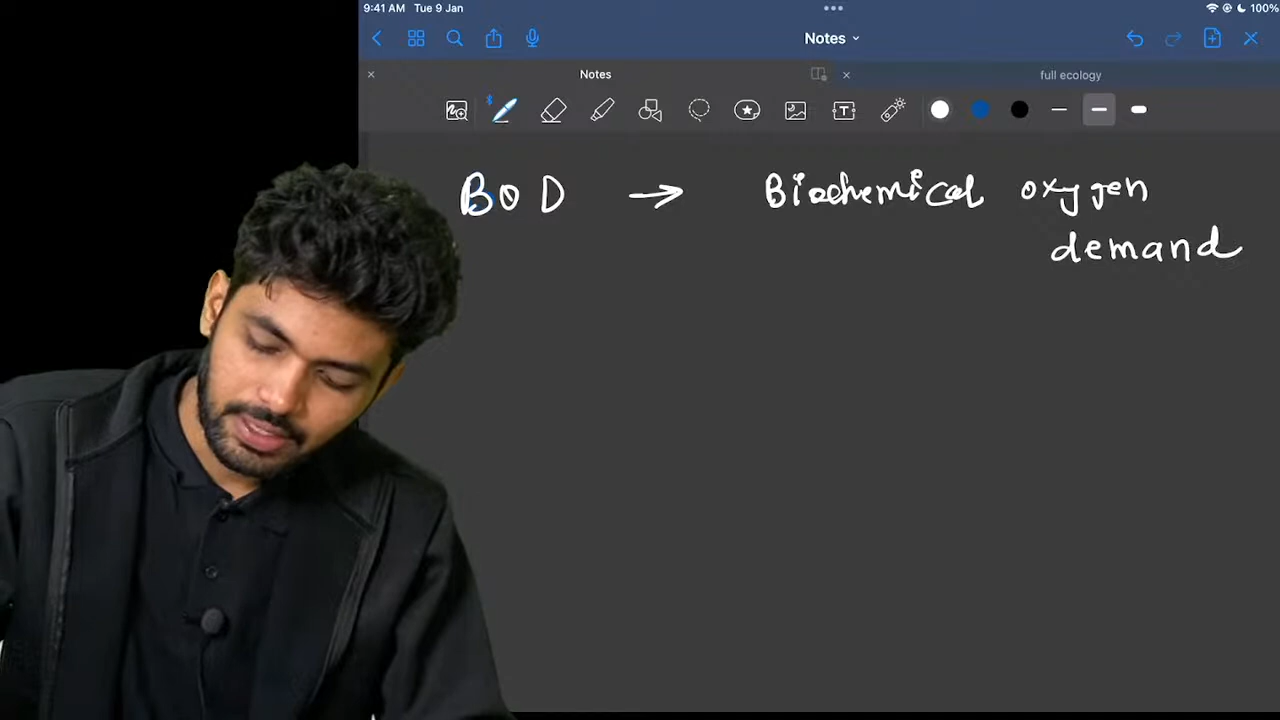 9:41 AM Tue 9 Jan 100%
Notes
Notes full ecology
BOD → Biochemical oxygen
demand